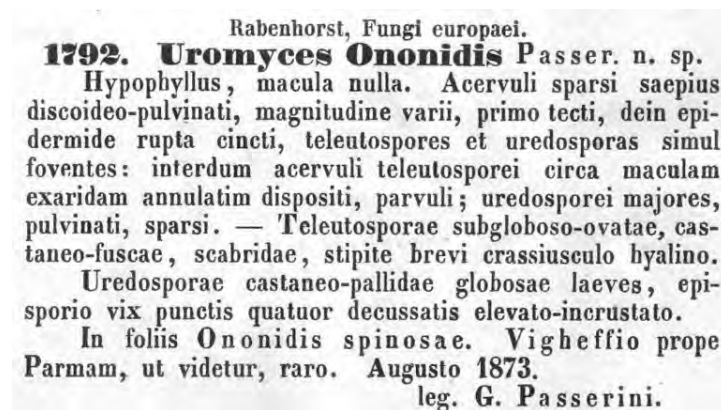 Rabenhorst, Fungi europaei.
1792. Uromyces Ononidis Passer. n. sp.
Hypophyllus, macula nulla. Acervuli sparsi saepius
discoideo-pulvinati, magnitudine varii, primo tecti, dein epi-
dermide rupta cincti, teleutospores et uredosporas simul
foventes: interdum acervuli teleutosporei circa maculam
exaridam annulatim dispositi, parvuli; uredosporei majores,
pulvinati, sparsi. — Teleutosporae subgloboso-ovatae, cas-
taneo-fuscae, scabridae, stipite brevi crassiusculo hyalino.
Uredosporae castaneo-pallidae globosae laeves, epi-
sporio vix punctis quatuor decussatis elevato-incrustato.
In foliis Ononidis spinosae. Vigheffio prope
Parmam, ut videtur, raro. Augusto 1873.
leg. G. Passerini.